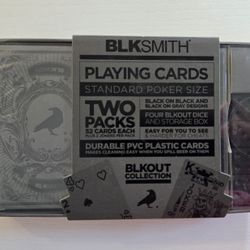 BLKSMITH
PLAYING CARDS
STANDARD POKER SIZE
TWO
PACKS
52 CARDS EACH
PLUS 2 JOKERS PER PACK
BLACK ON BLACK AND
BLACK ON GRAY DESIGNS
FOUR BLKOUT DICE
AND STORAGE BOX
EASY FOR YOU TO SEE
& HARDER FOR CHEATS
DURABLE PVC PLASTIC CARDS
MAKES CLEANING EASY WHEN YOU SPILL BEER ON THEM
BLKOUT
COLLECTION